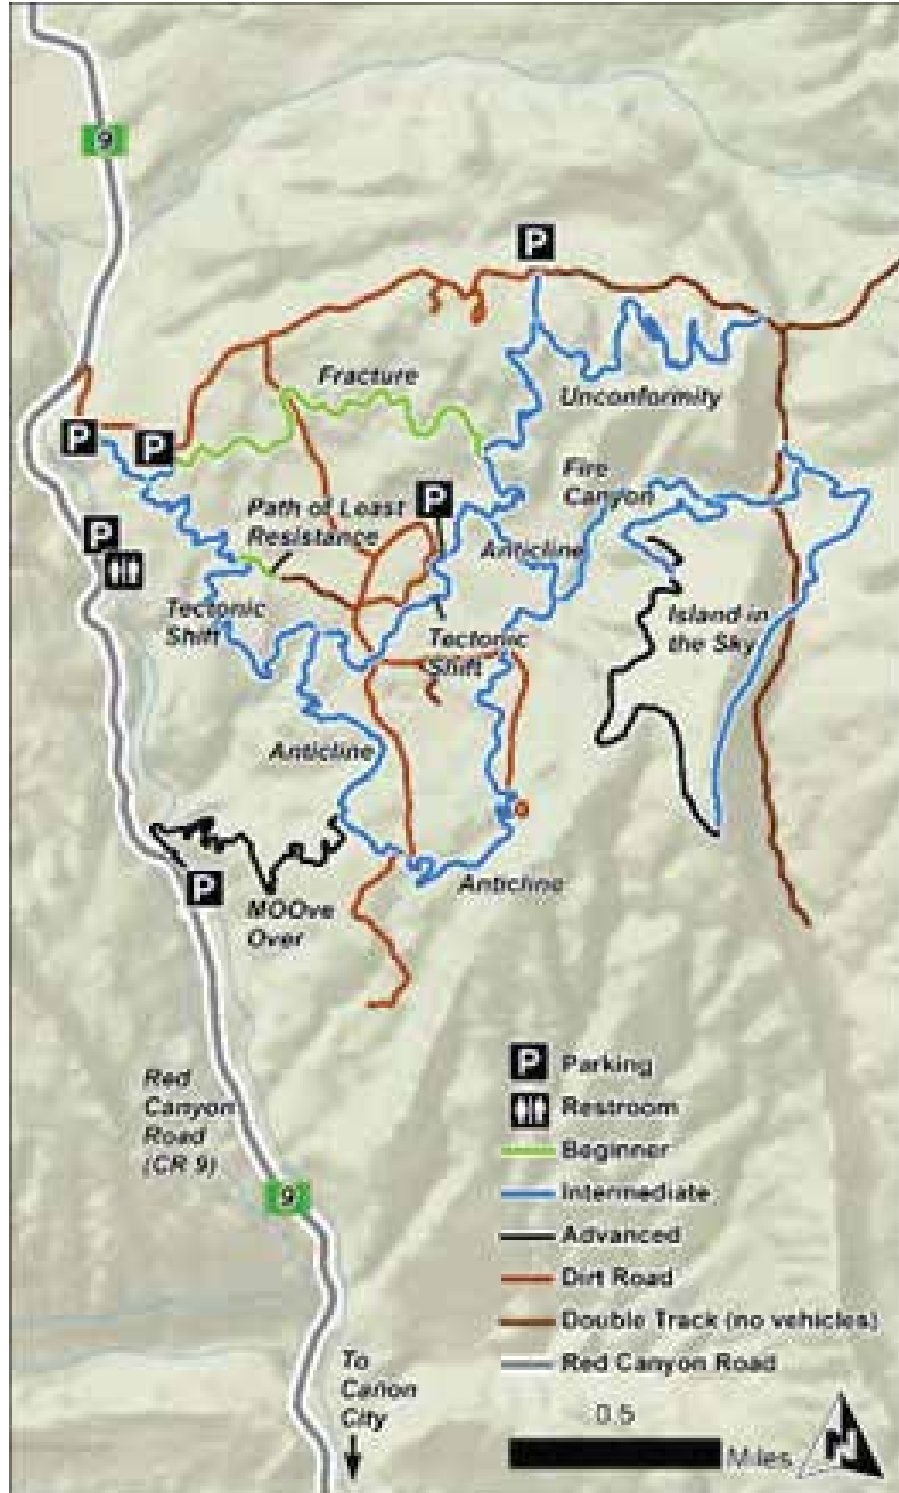 9
P
Fracture
Unconformity
P
P
Fire
Canyon
Path of Least
Resistance
P
P
Anticline
Tectonic
Shift
Tectonic
Shift
Island in
the Sky
Anticline
Anticline
P
MOOve
Over
Red
Canyon
Road
(CR 9)
9
P Parking
Restroom
Beginner
Intermediate
Advanced
Dirt Road
Double Track (no vehicles)
Red Canyon Road
To
Cañon
City
0.5
Miles
N